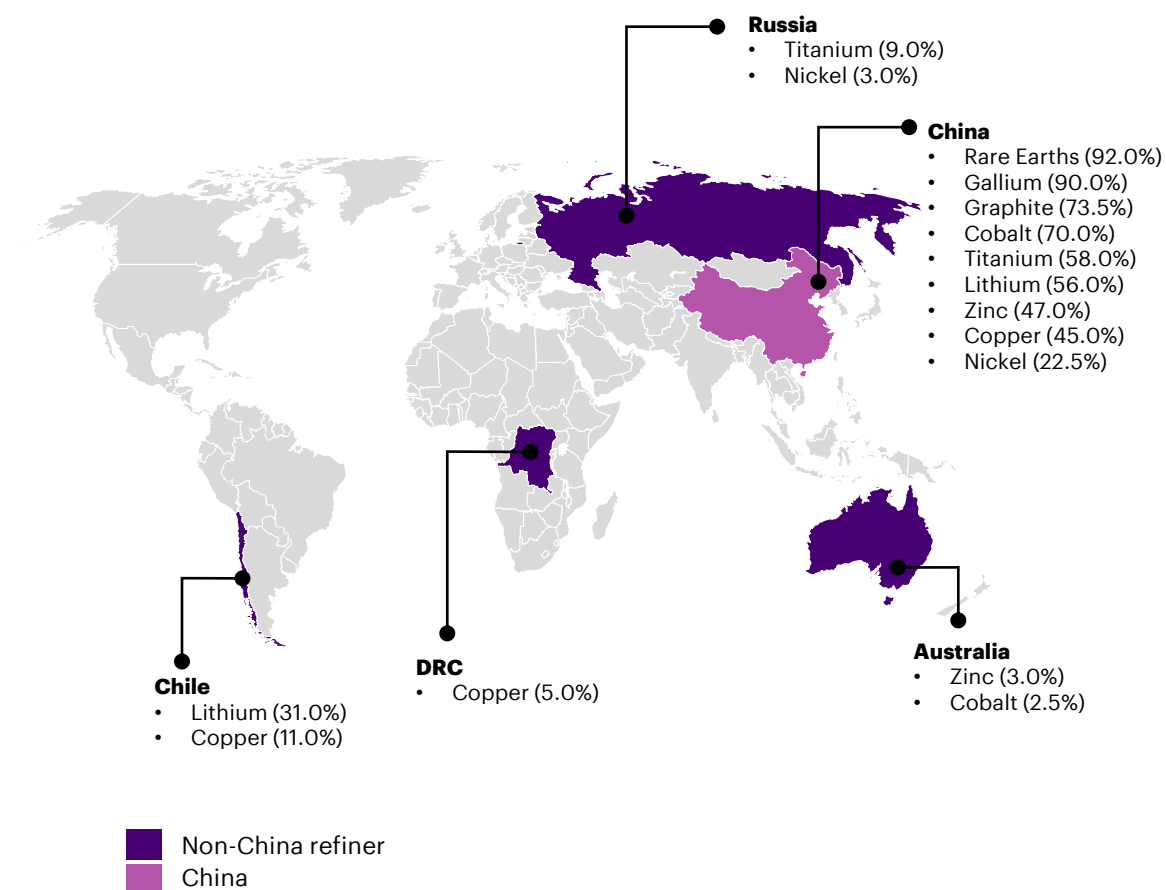 Russia
• Titanium (9.0%)
• Nickel (3.0%)
China
• Rare Earths (92.0%)
• Gallium (90.0%)
• Graphite (73.5%)
• Cobalt (70.0%)
• Titanium (58.0%)
• Lithium (56.0%)
• Zinc (47.0%)
• Copper (45.0%)
• Nickel (22.5%)
Australia
• Zinc (3.0%)
• Cobalt (2.5%)
DRC
• Copper (5.0%)
Chile
• Lithium (31.0%)
• Copper (11.0%)
Non-China refiner
China